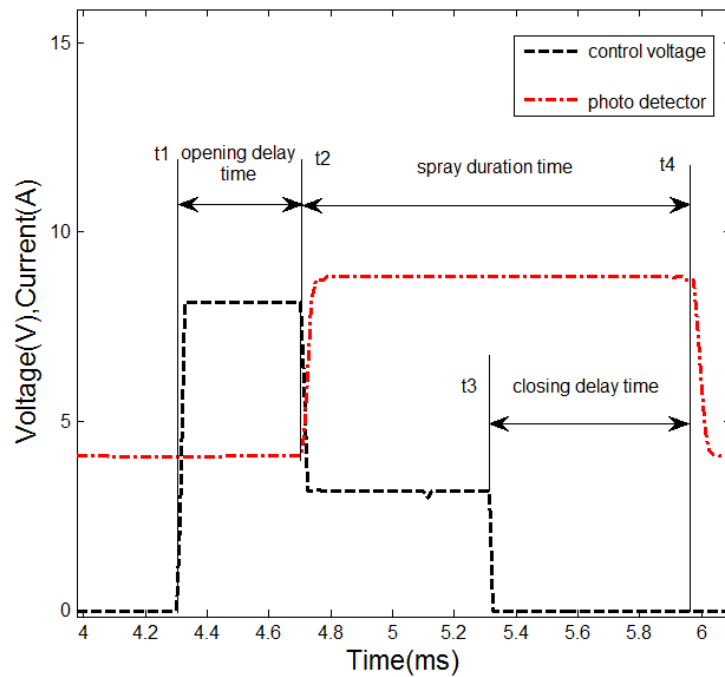 15
10
5
0
Voltage(V),Current(A)
control voltage
photo detector
t1
opening delay
time
t2
spray duration time
t4
t3
closing delay time
4
4.2
4.4
4.6
4.8
5
5.2
5.4
5.6
5.8
6
Time(ms)